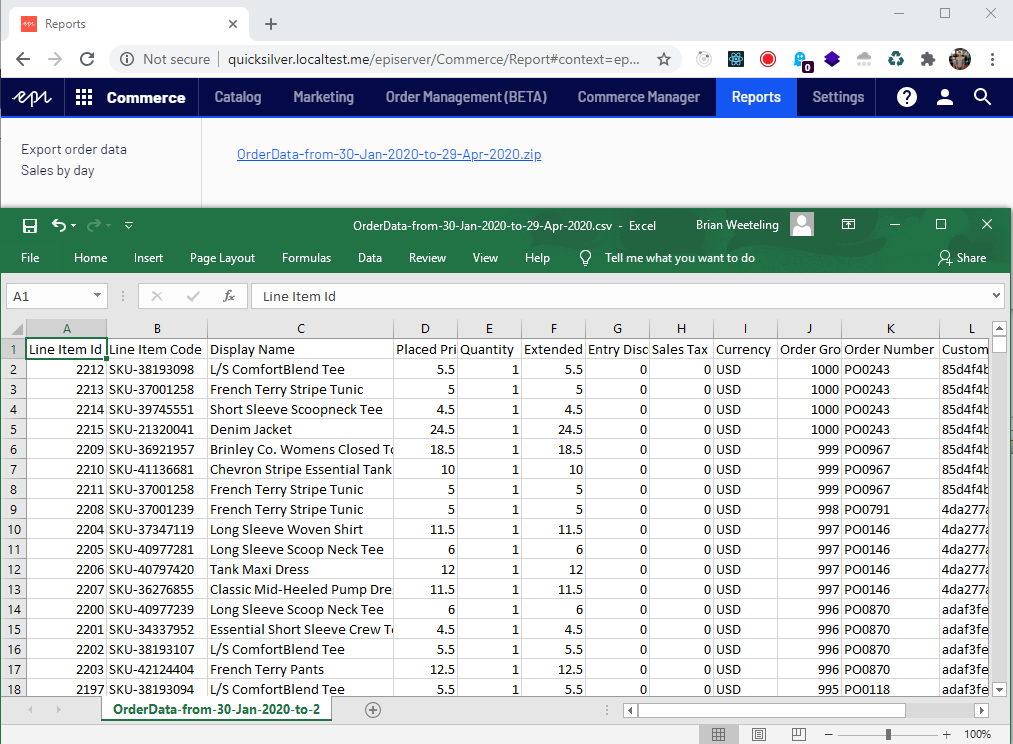 epi Reports
Not secure quicksilver.localtest.me/episerver/Commerce/Report#context=ep...
0
epi Commerce Catalog Marketing Order Management (BETA) Commerce Manager Reports Settings ?
Export order data
Sales by day
OrderData-from-30-Jan-2020-to-29-Apr-2020.zip
OrderData-from-30-Jan-2020-to-29-Apr-2020.csv - Excel Brian Weeteling
File Home Insert Page Layout Formulas Data Review View Help Tell me what you want to do Share
A1 fx Line Item Id
A B C D E F G H I J K L
1 Line Item Id Line Item Code Display Name Placed Pri Quantity Extended Entry Disc Sales Tax Currency Order Gro Order Number Custom
2 2212 SKU-38193098 L/S ComfortBlend Tee 5.5 1 5.5 0 0 USD 1000 PO0243 85d4f4b
3 2213 SKU-37001258 French Terry Stripe Tunic 5 1 5 0 0 USD 1000 PO0243 85d4f4b
4 2214 SKU-39745551 Short Sleeve Scoopneck Tee 4.5 1 4.5 0 0 USD 1000 PO0243 85d4f4b
5 2215 SKU-21320041 Denim Jacket 24.5 1 24.5 0 0 USD 1000 PO0243 85d4f4b
6 2209 SKU-36921957 Brinley Co. Womens Closed To 18.5 1 18.5 0 0 USD 999 PO0967 85d4f4b
7 2210 SKU-41136681 Chevron Stripe Essential Tank 10 1 10 0 0 USD 999 PO0967 85d4f4b
8 2211 SKU-37001258 French Terry Stripe Tunic 5 1 5 0 0 USD 999 PO0967 85d4f4b
9 2208 SKU-37001239 French Terry Stripe Tunic 5 1 5 0 0 USD 998 PO0791 4da277a
10 2204 SKU-37347119 Long Sleeve Woven Shirt 11.5 1 11.5 0 0 USD 997 PO0146 4da277a
11 2205 SKU-40977281 Long Sleeve Scoop Neck Tee 6 1 6 0 0 USD 997 PO0146 4da277a
12 2206 SKU-40797420 Tank Maxi Dress 12 1 12 0 0 USD 997 PO0146 4da277a
13 2207 SKU-36276855 Classic Mid-Heeled Pump Dre 11.5 1 11.5 0 0 USD 997 PO0146 4da277a
14 2200 SKU-40977239 Long Sleeve Scoop Neck Tee 6 1 6 0 0 USD 996 PO0870 adaf3fe
15 2201 SKU-34337952 Essential Short Sleeve Crew T 4.5 1 4.5 0 0 USD 996 PO0870 adaf3fe
16 2202 SKU-38193107 L/S ComfortBlend Tee 5.5 1 5.5 0 0 USD 996 PO0870 adaf3fe
17 2203 SKU-42124404 French Terry Pants 12.5 1 12.5 0 0 USD 996 PO0870 adaf3fe
18 2197 SKU-38193094 L/S ComfortBlend Tee 5.5 1 5.5 0 0 USD 995 PO0118 adaf3fe
OrderData-from-30-Jan-2020-to-2
100%